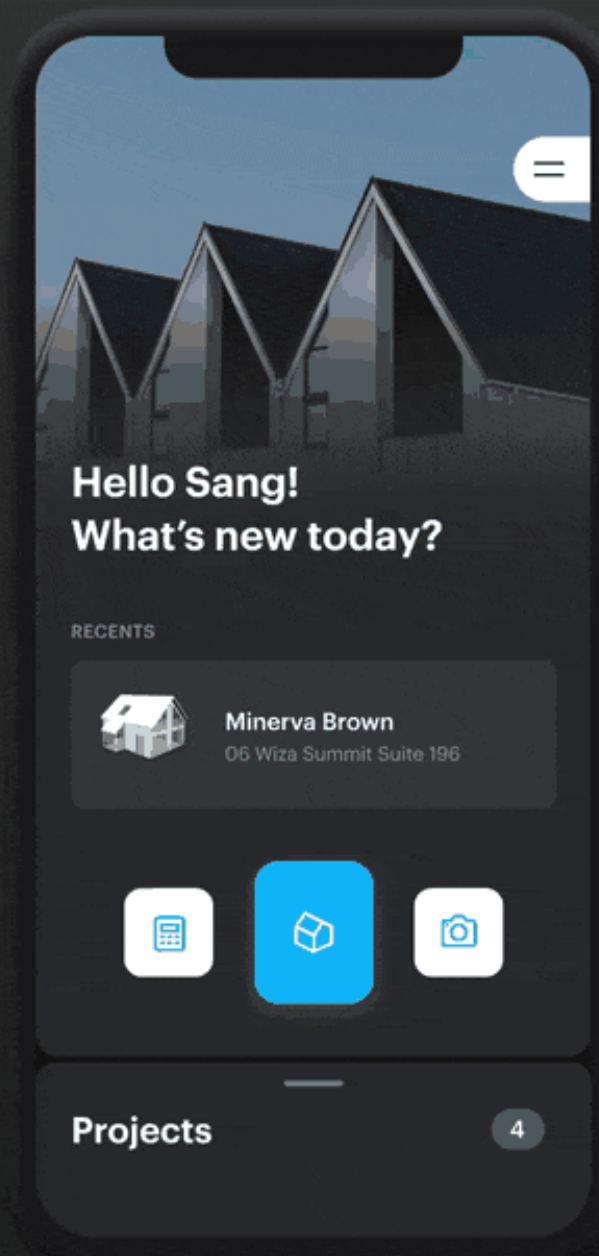 Hello Sang!
What’s new today?
RECENTS
Minerva Brown
06 Wiza Summit Suite 196
Projects
4